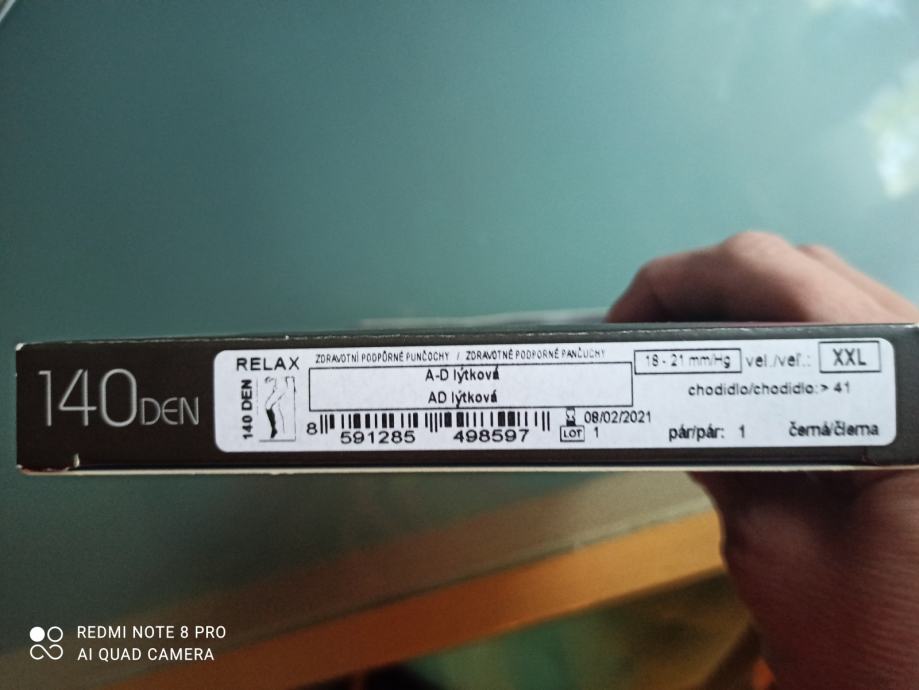 140 DEN
RELAX
140 DEN
ZDRAVOTNÍ PODPŮRNÉ PUNČOCHY / ZDRAVOTNÉ PODPORNÉ PANČUCHY
A-D lýtková
AD lýtková
8 591285 498597
08/02/2021
LOT 1
18 - 21 mm/Hg vel./veľ.: XXL
chodidlo/chodidlo: > 41
pár/pár: 1 černá/čierna
REDMI NOTE 8 PRO
AI QUAD CAMERA